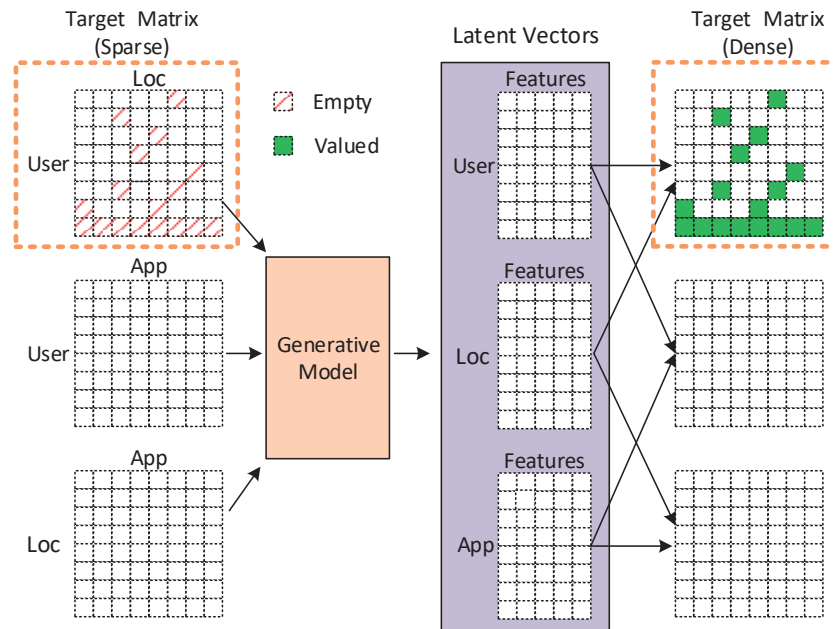 Target Matrix
(Sparse)
Loc
User
Empty
Valued
App
User
App
Loc
Generative
Model
Latent Vectors
Features
User
Features
Loc
Features
App
Target Matrix
(Dense)